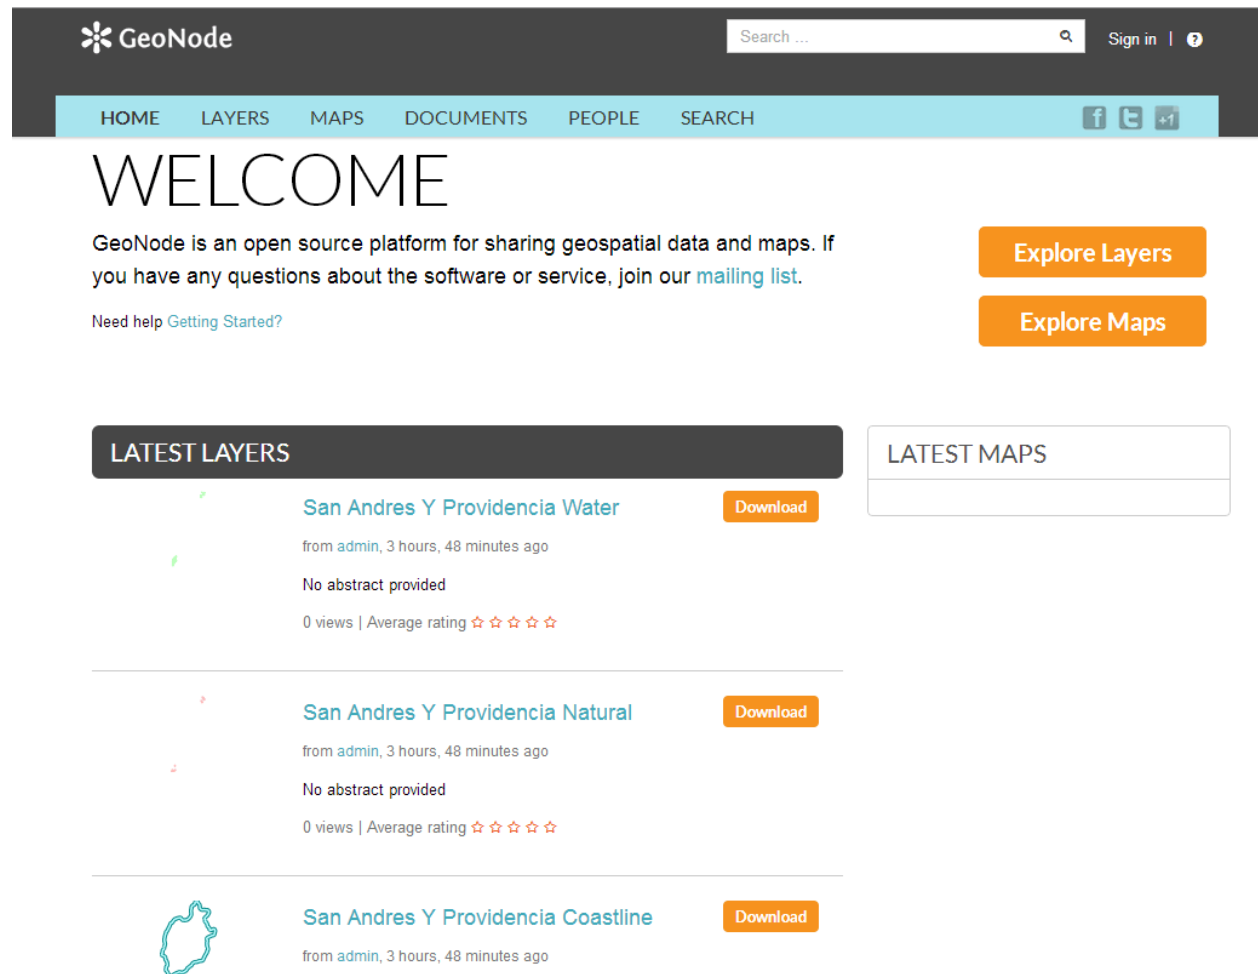 GeoNode
Search ...
Sign in | ?
HOME LAYERS MAPS DOCUMENTS PEOPLE SEARCH
f t +1
WELCOME
GeoNode is an open source platform for sharing geospatial data and maps. If
you have any questions about the software or service, join our mailing list.
Need help Getting Started?
Explore Layers
Explore Maps
LATEST LAYERS
San Andres Y Providencia Water
Download
from admin, 3 hours, 48 minutes ago
No abstract provided
0 views | Average rating
San Andres Y Providencia Natural
Download
from admin, 3 hours, 48 minutes ago
No abstract provided
0 views | Average rating
San Andres Y Providencia Coastline
Download
from admin, 3 hours, 48 minutes ago
LATEST MAPS